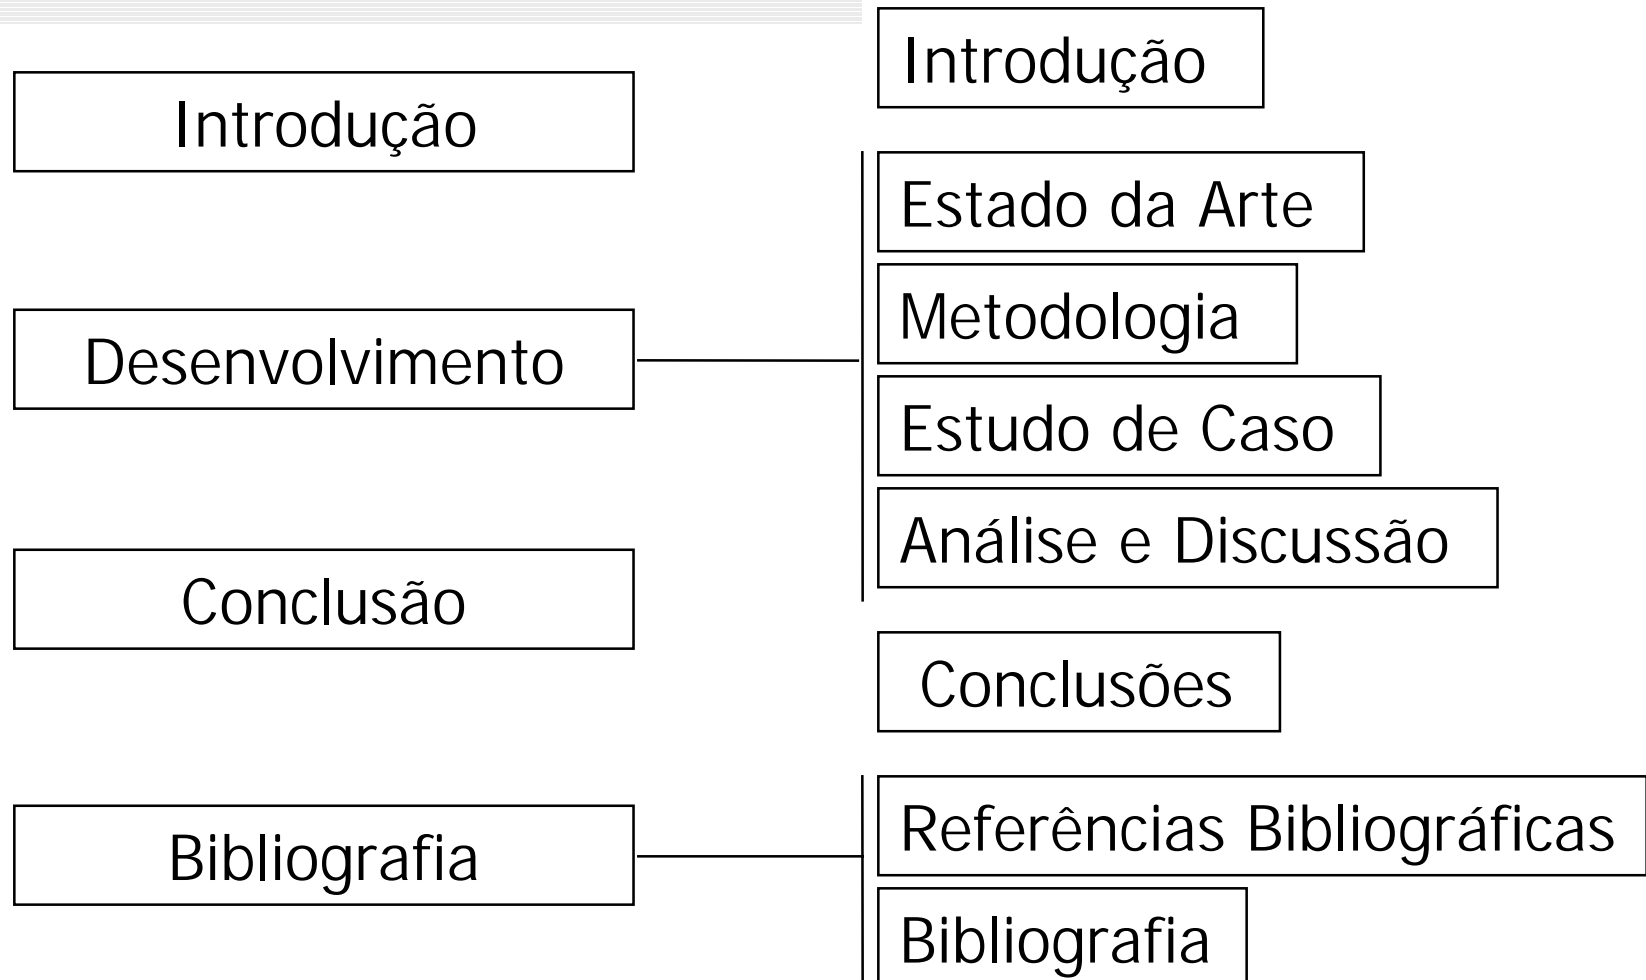 Introdução
Desenvolvimento
Conclusão
Bibliografia
Introdução
Estado da Arte
Metodologia
Estudo de Caso
Análise e Discussão
Conclusões
Referências Bibliográficas
Bibliografia